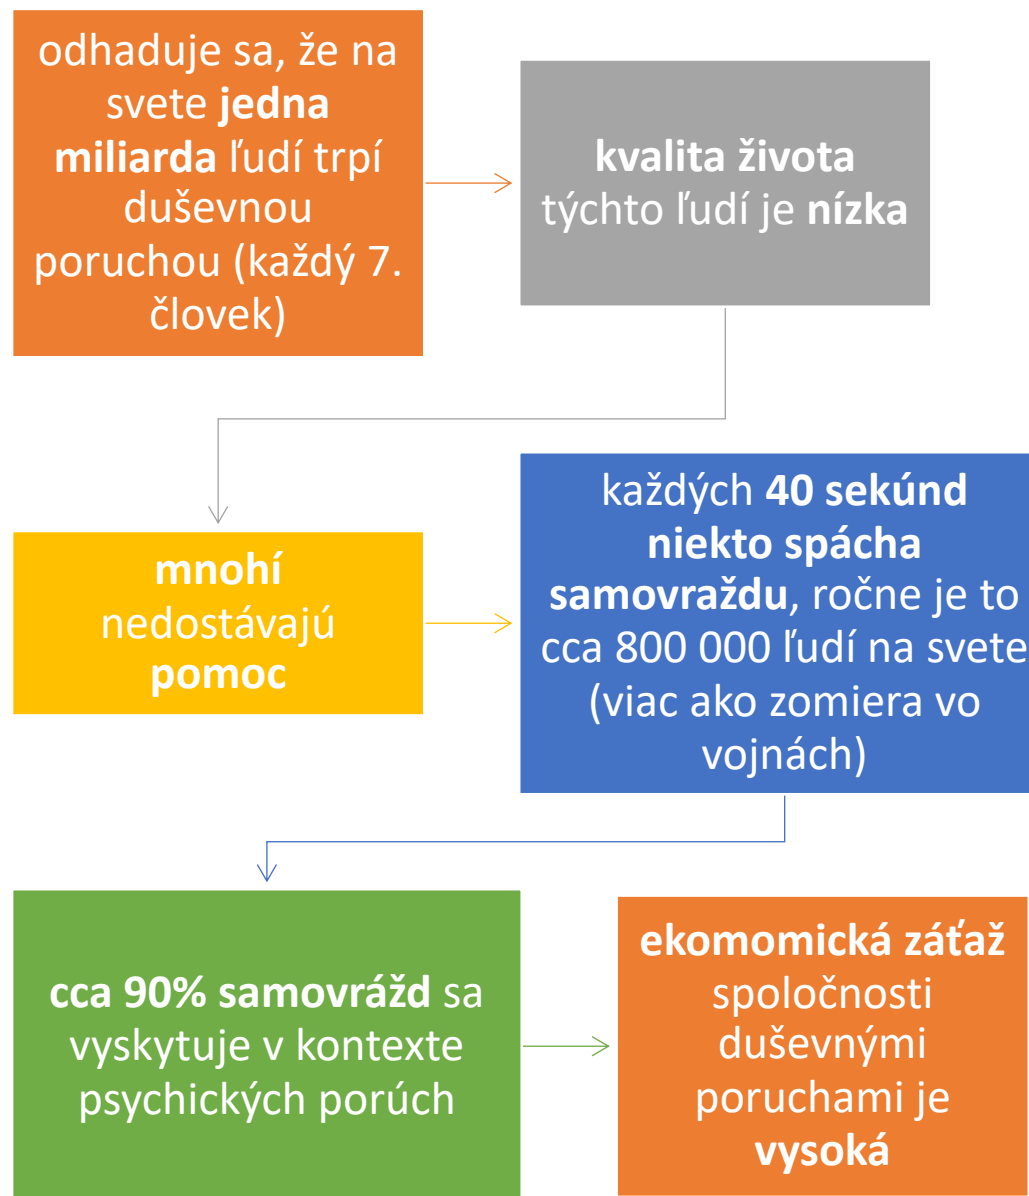 odhaduje sa, že na
svete jedna
miliarda ľudí trpí
duševnou
poruchou (každý 7.
človek)
kvalita života
týchto ľudí je nízka
mnohí
nedostávajú
pomoc
každých 40 sekúnd
niekto spácha
samovraždu, ročne je to
cca 800 000 ľudí na svete
(viac ako zomiera vo
vojnách)
cca 90% samovrážd sa
vyskytuje v kontexte
psychických porúch
ekomomická záťaž
spoločnosti
duševnými
poruchami je
vysoká